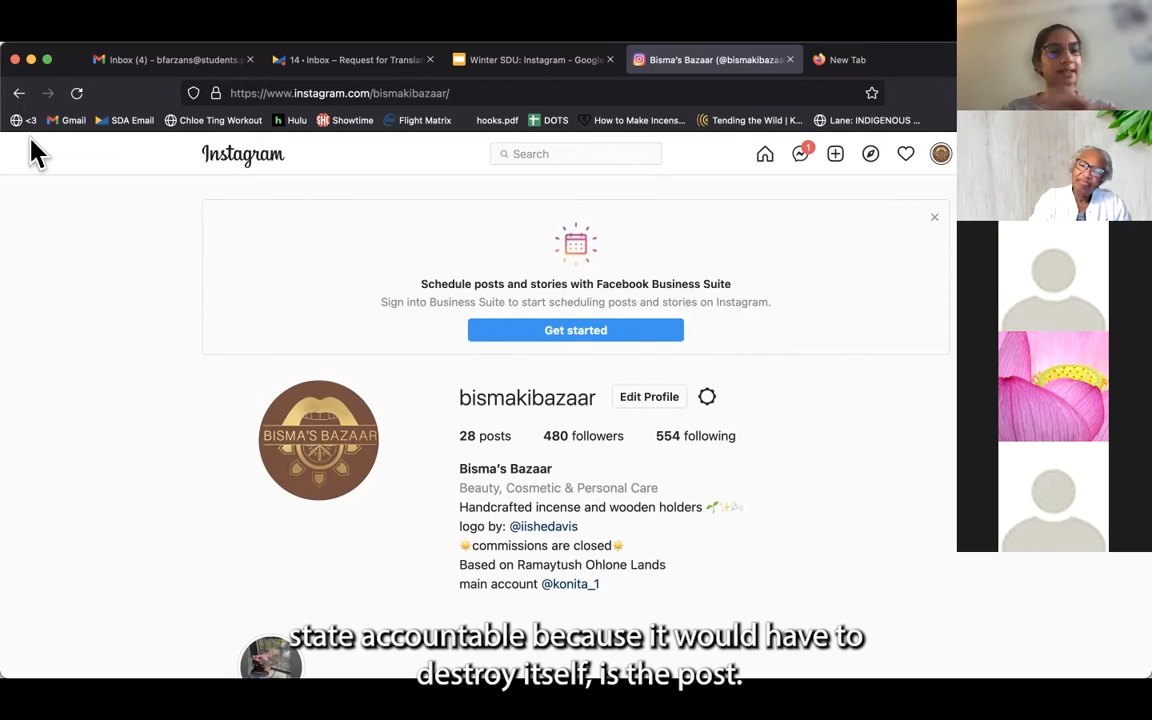 Inbox (4) - bfarzans@students.
14 · Inbox – Request for Transla
Winter SDU: Instagram - Google
Bisma's Bazaar (@bismakibazaa
New Tab
https://www.instagram.com/bismakibazaar/
<3
Gmail
SDA Email
Chloe Ting Workout
h Hulu
SHO Showtime
Flight Matrix
hooks.pdf
DOTS
How to Make Incens...
Tending the Wild | K...
Lane: INDIGENOUS ...
Instagram
Search
1
Schedule posts and stories with Facebook Business Suite
Sign into Business Suite to start scheduling posts and stories on Instagram.
Get started
BISMA'S BAZAAR
bismakibazaar
Edit Profile
28 posts 480 followers 554 following
Bisma's Bazaar
Beauty, Cosmetic & Personal Care
Handcrafted incense and wooden holders 🌱✨🌬
logo by: @iishedavis
☀️commissions are closed☀️
Based on Ramaytush Ohlone Lands
main account @konita_1
state accountable because it would have to
destroy itself, is the post.